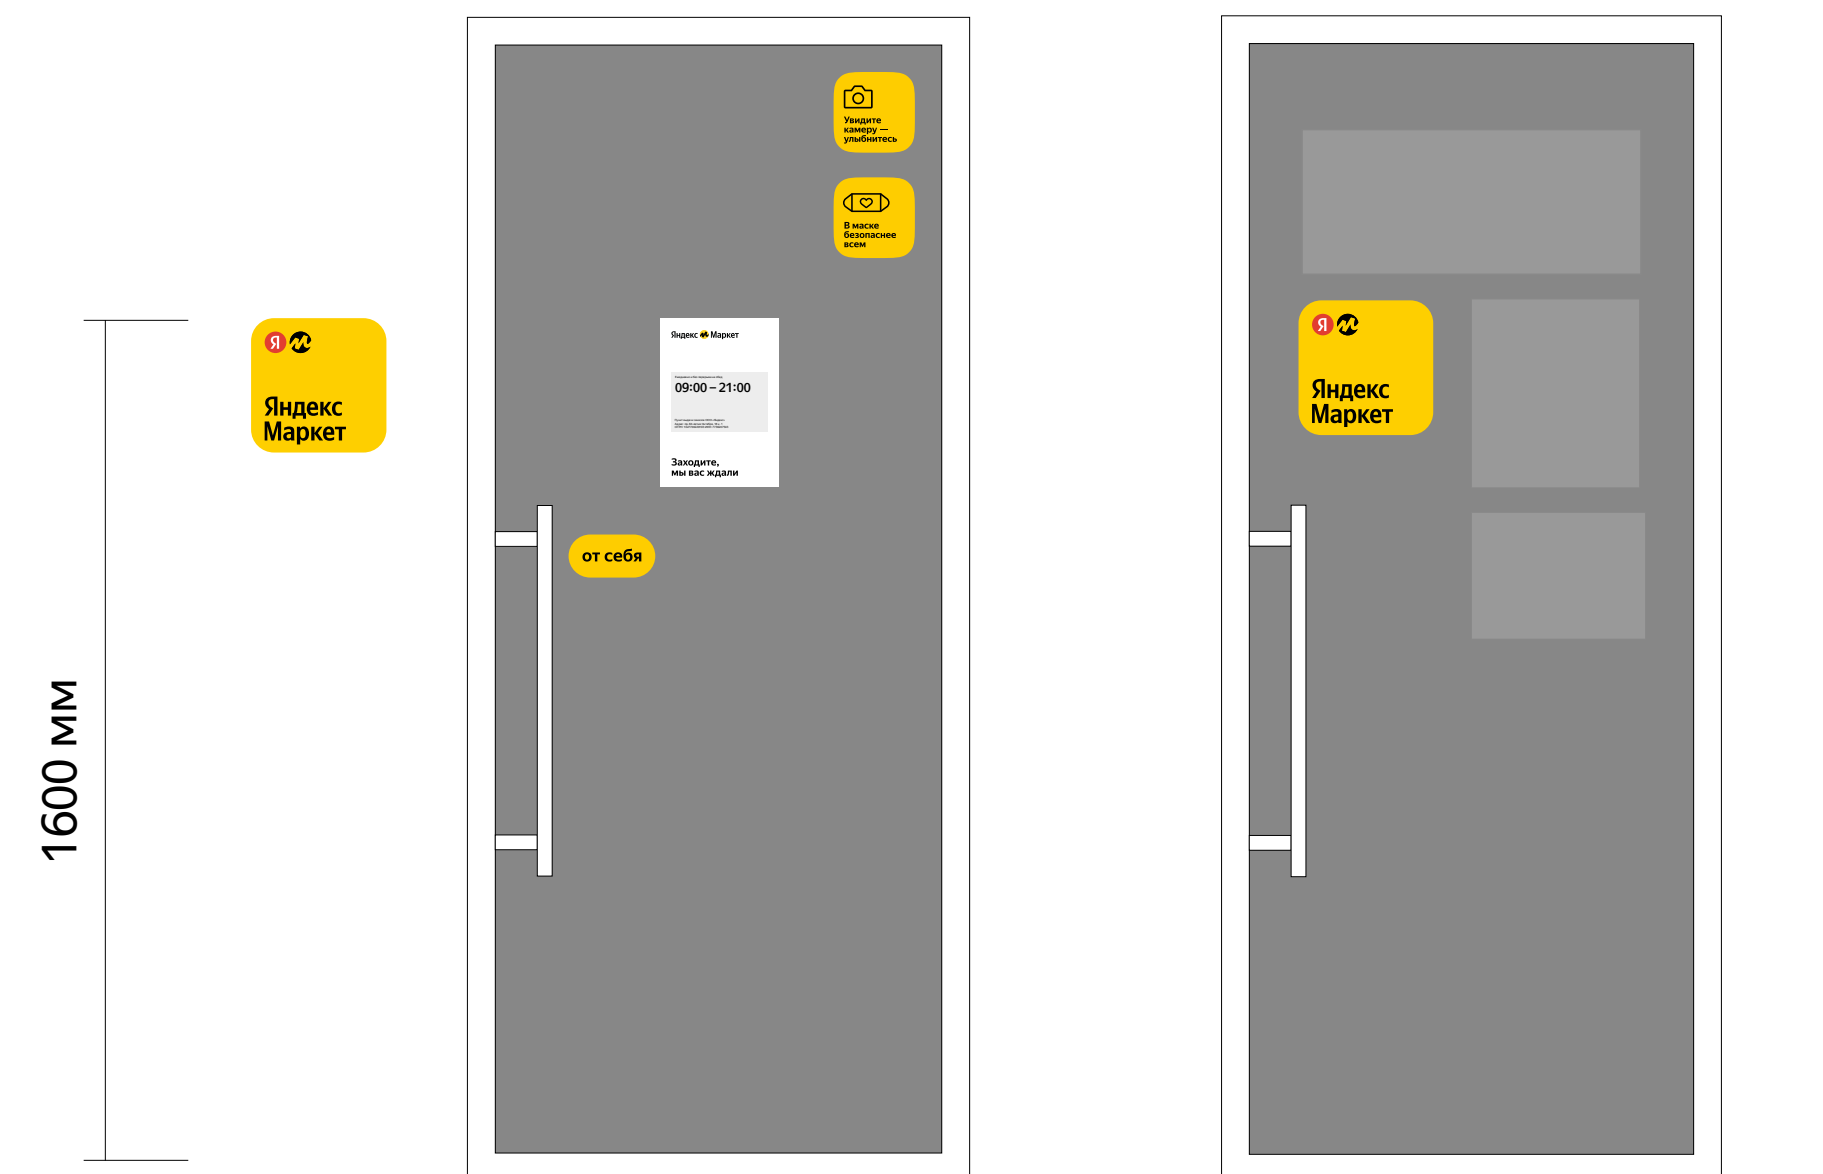 1600 мм
Я
Яндекс
Маркет
Увидите
камеру —
улыбнитесь
В маске
безопаснее
всем
Яндекс Маркет
09:00 – 21:00
Заходите,
мы вас ждали
от себя
Я
Яндекс
Маркет